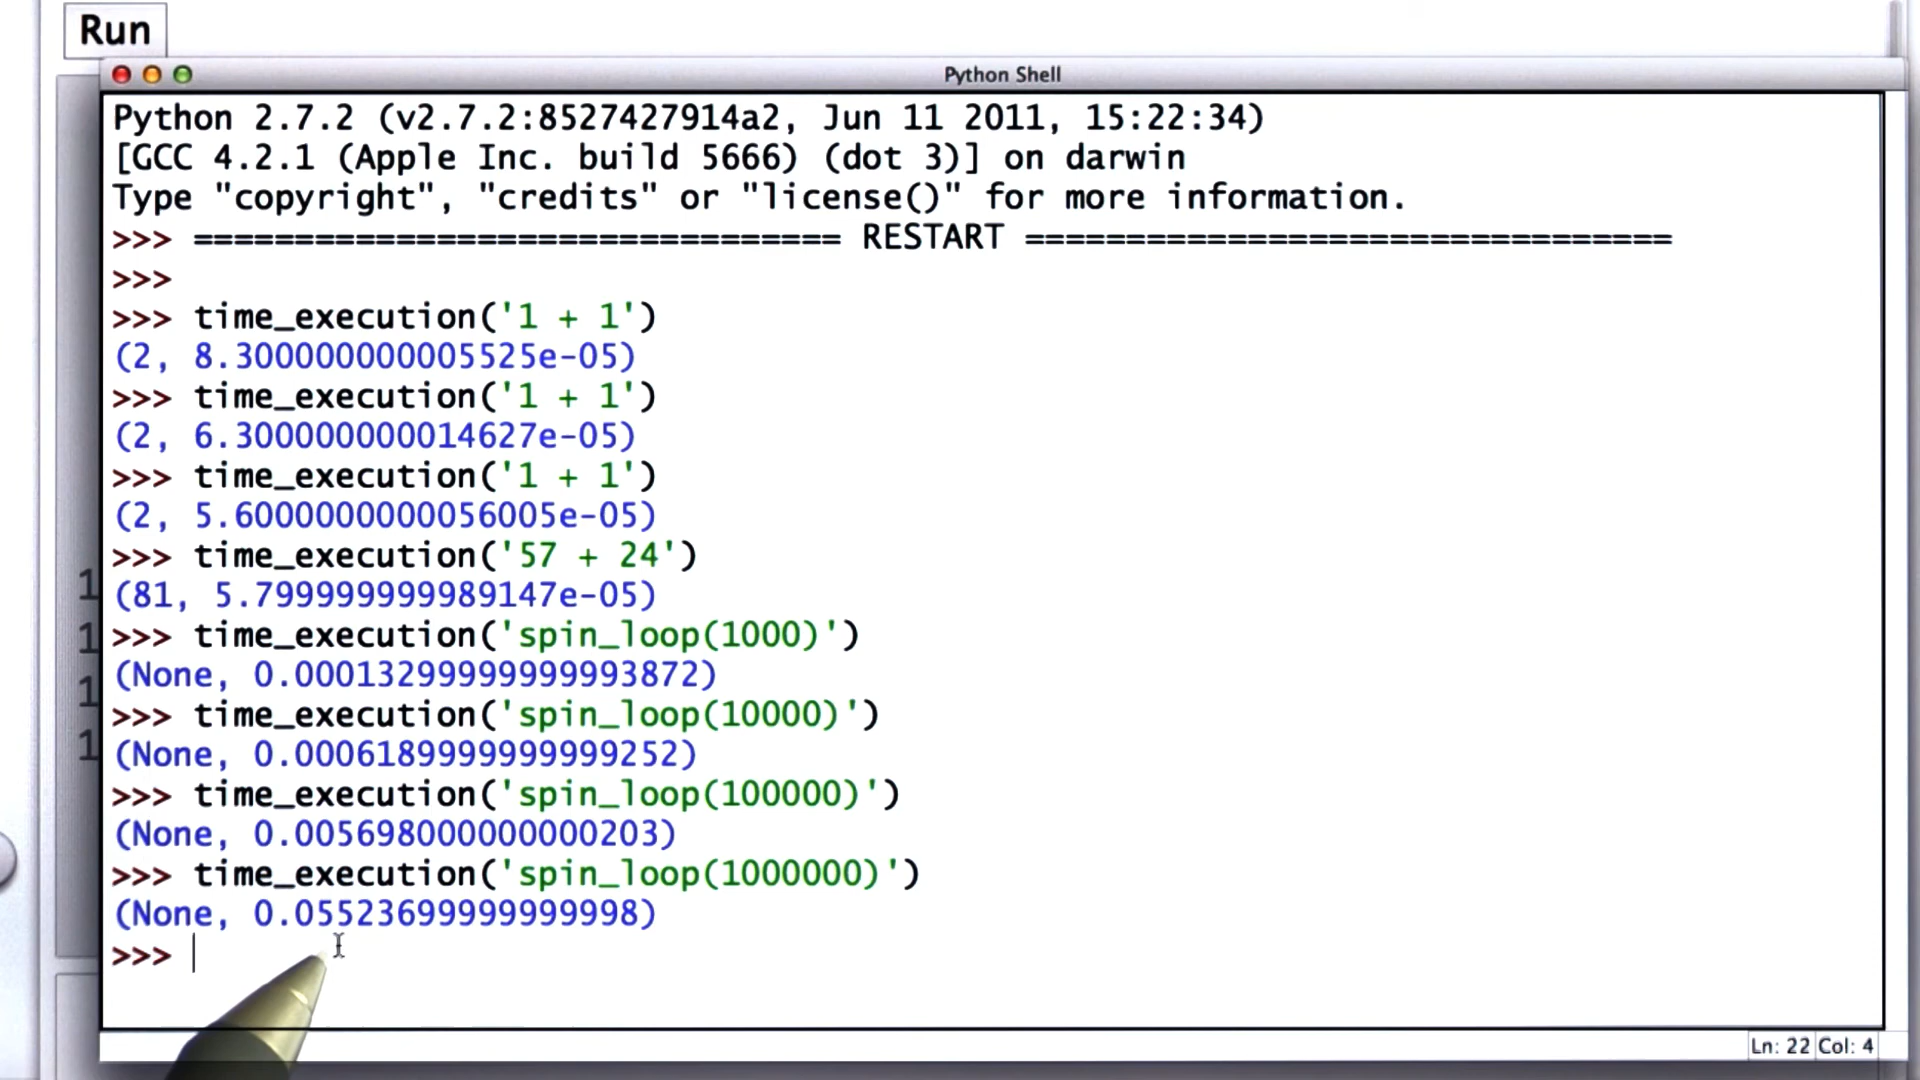 Run
Python Shell
Python 2.7.2 (v2.7.2:8527427914a2, Jun 11 2011, 15:22:34)
[GCC 4.2.1 (Apple Inc. build 5666) (dot 3)] on darwin
Type "copyright", "credits" or "license()" for more information.
>>> ================================ RESTART ================================
>>>
>>> time_execution('1 + 1')
(2, 8.300000000005525e-05)
>>> time_execution('1 + 1')
(2, 6.300000000014627e-05)
>>> time_execution('1 + 1')
(2, 5.6000000000056005e-05)
>>> time_execution('57 + 24')
(81, 5.799999999989147e-05)
>>> time_execution('spin_loop(1000)')
(None, 0.00013299999999993872)
>>> time_execution('spin_loop(10000)')
(None, 0.0006189999999999252)
>>> time_execution('spin_loop(100000)')
(None, 0.005698000000000203)
>>> time_execution('spin_loop(1000000)')
(None, 0.05523699999999998)
>>>
Ln: 22 Col: 4